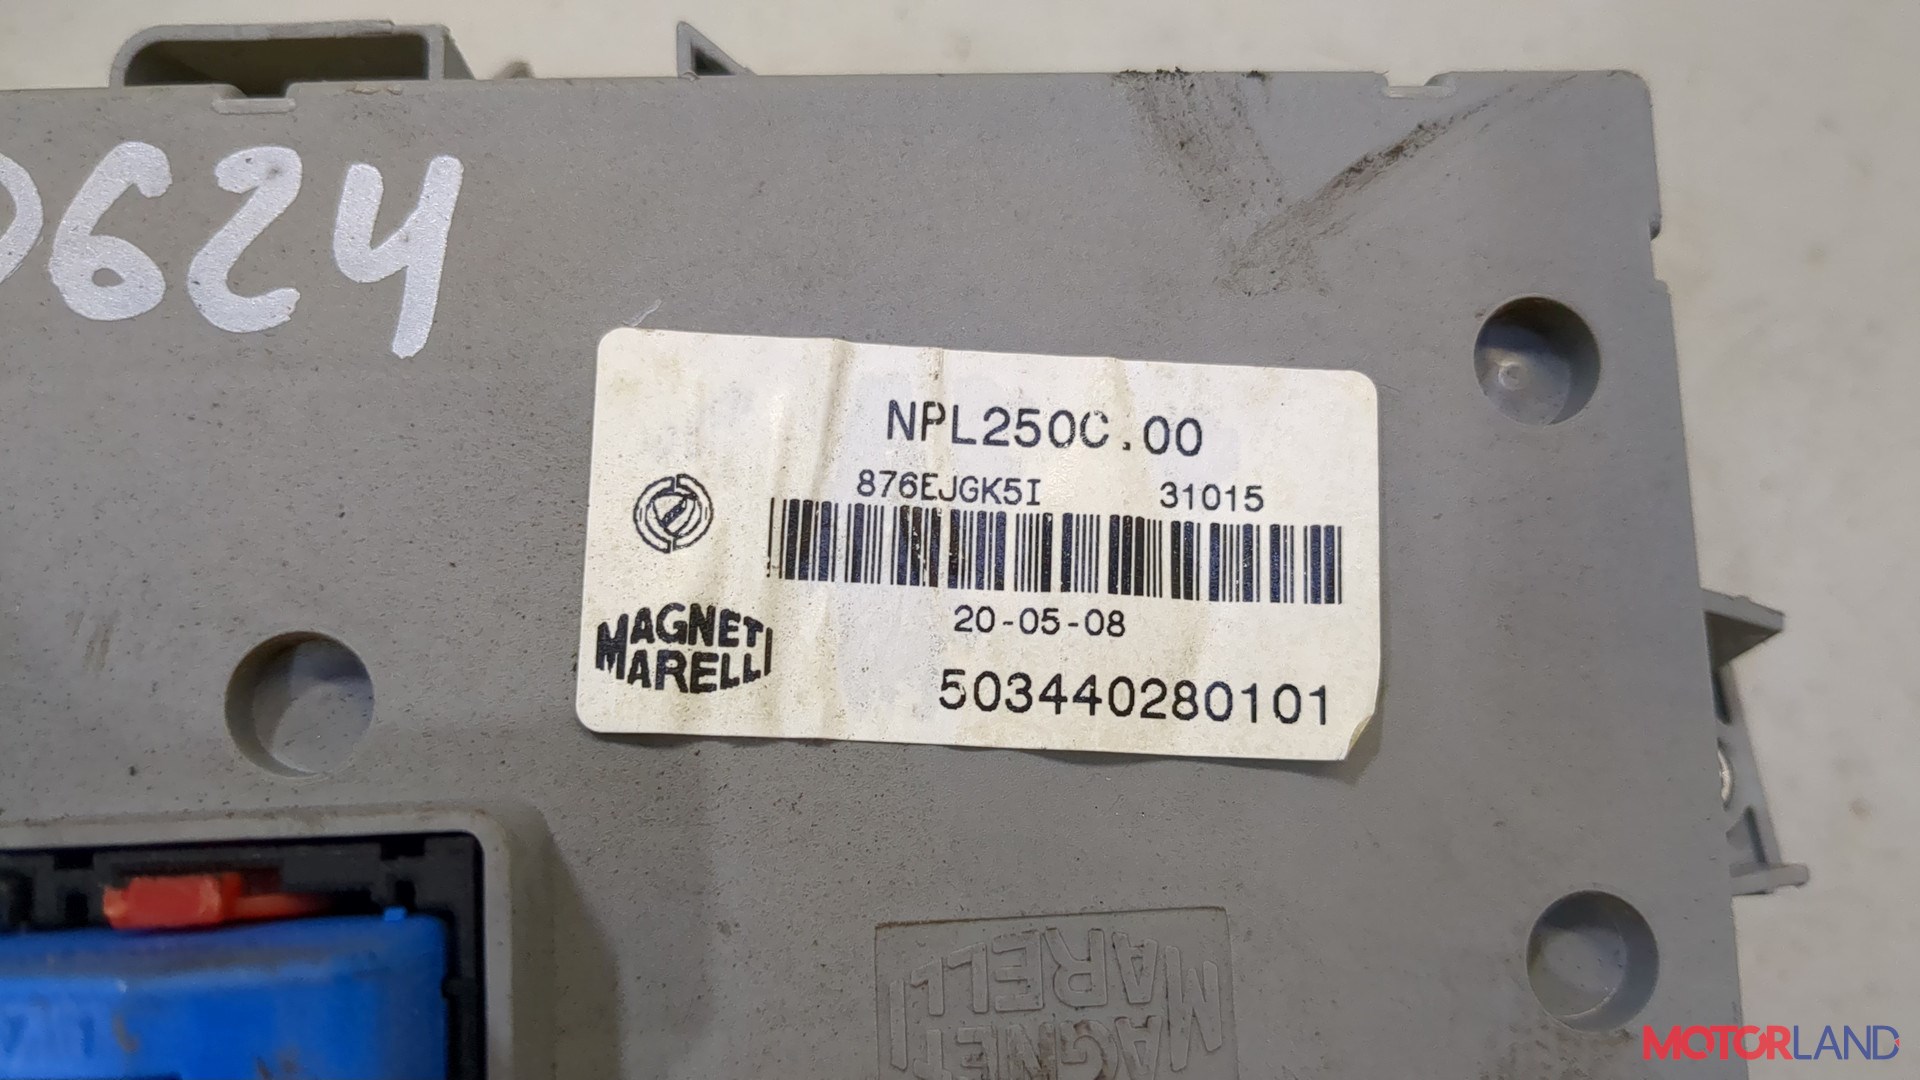 0624
NPL250C.00
876EJGK5I 31015
20-05-08
MAGNETI
MARELLI
503440280101
MAGNETI
MARELLI
MOTORLAND